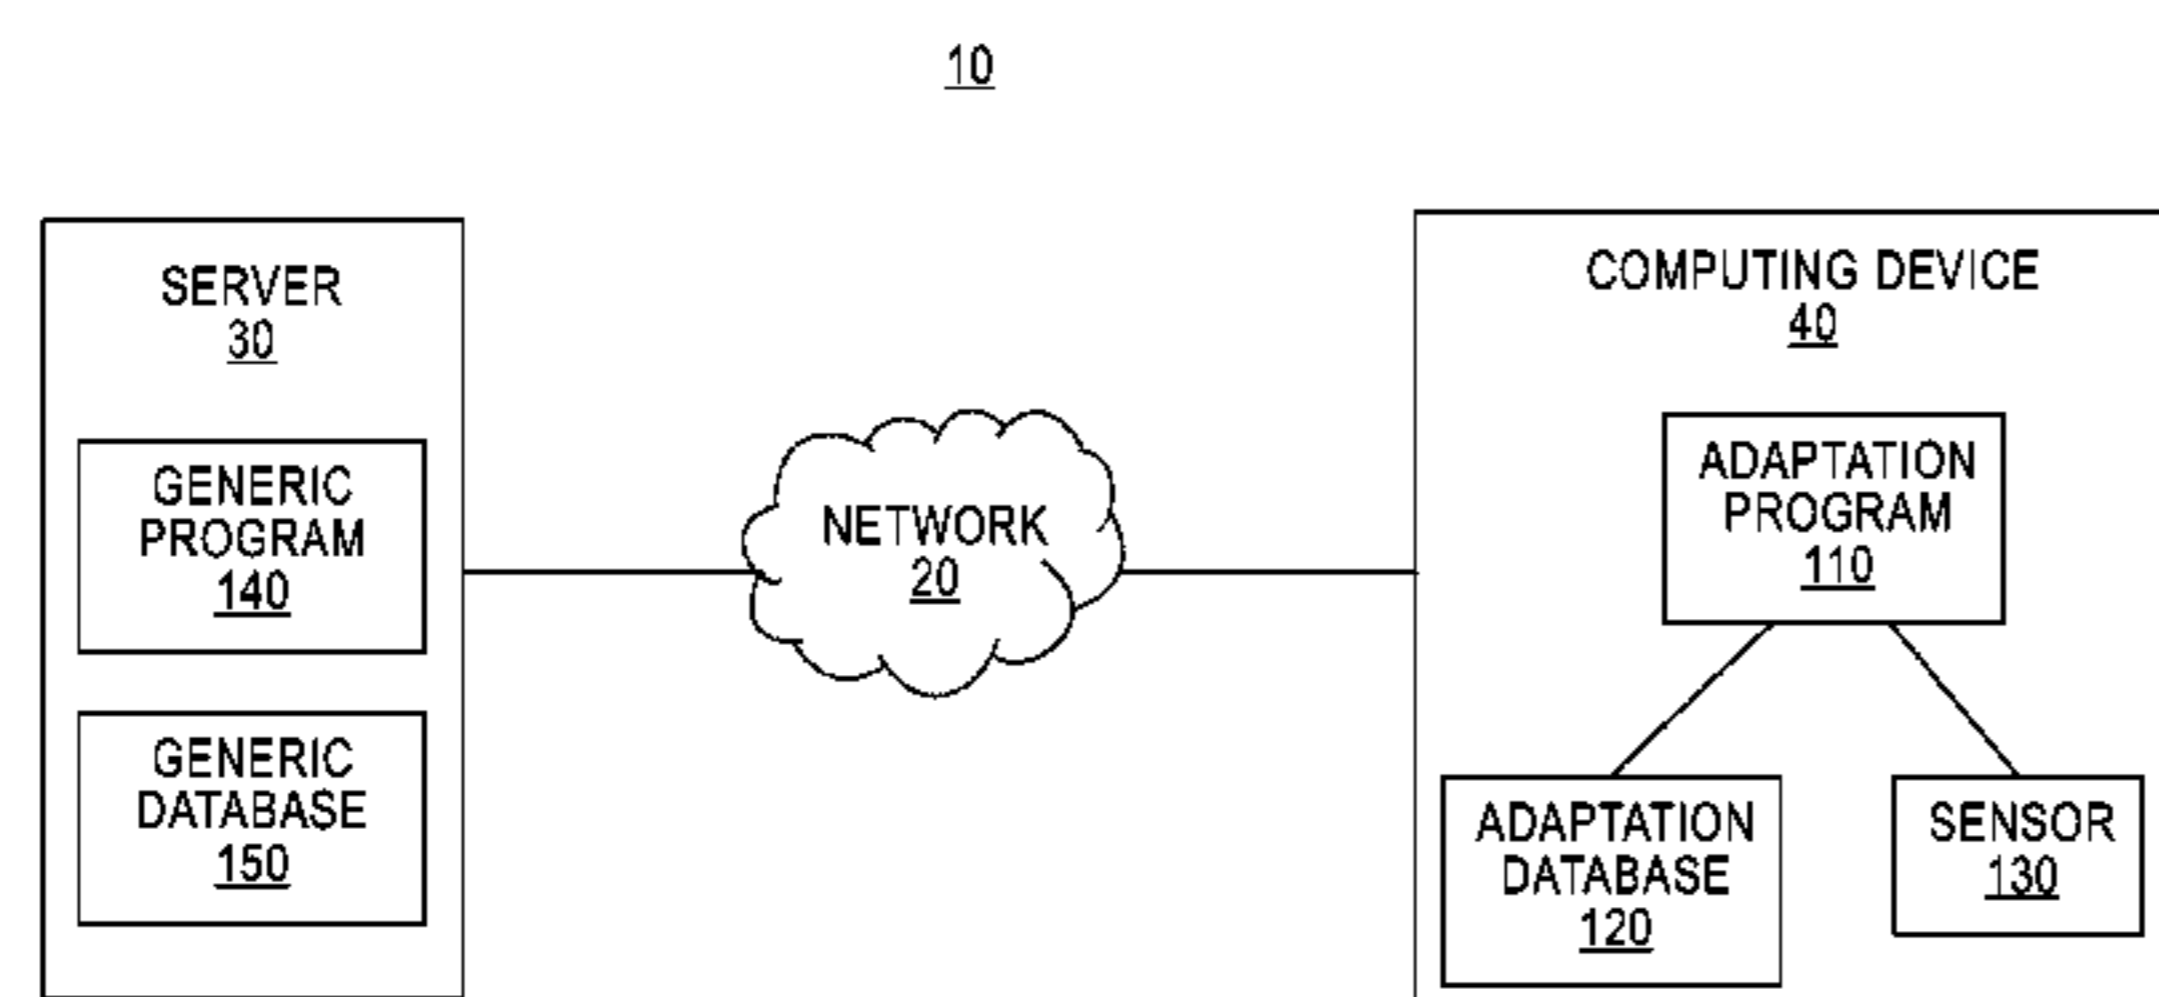 10
SERVER
30
GENERIC
PROGRAM
140
GENERIC
DATABASE
150
NETWORK
20
COMPUTING DEVICE
40
ADAPTATION
PROGRAM
110
ADAPTATION
DATABASE
120
SENSOR
130